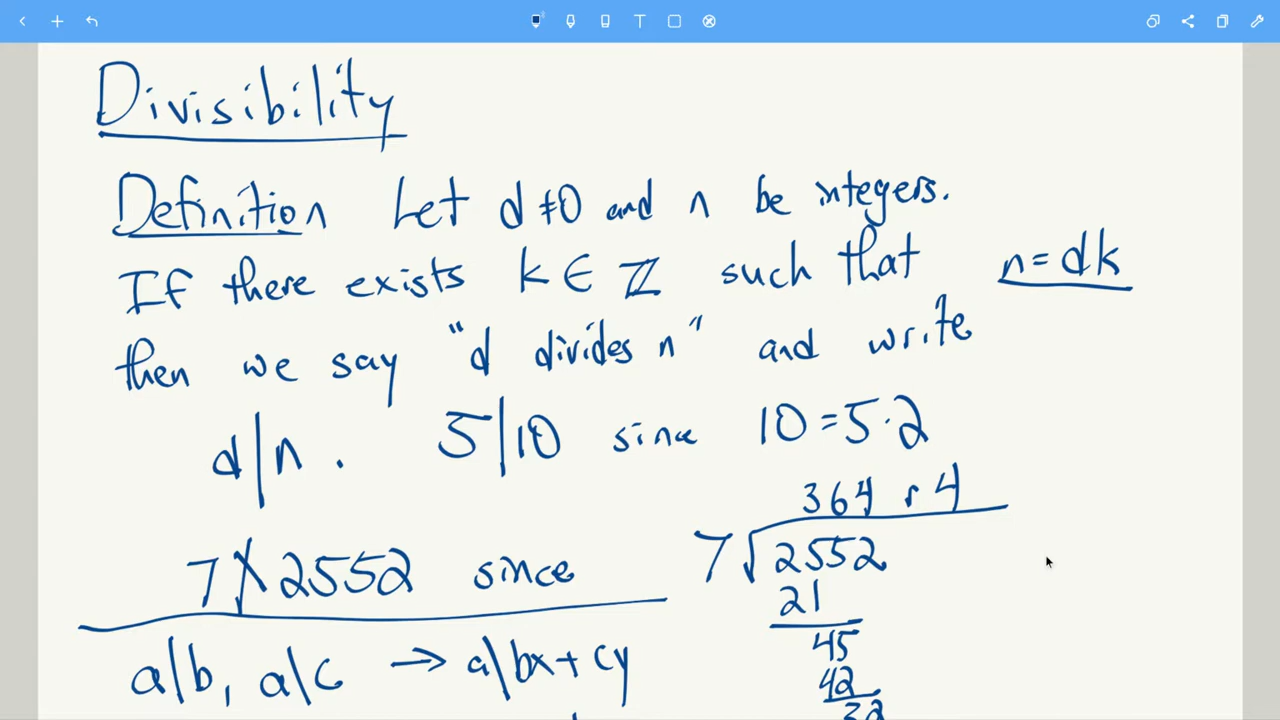 Divisibility
Definition Let d≠0 and n be integers.
If there exists k ∈ ℤ such that n = dk
then we say "d divides n" and write
d|n . 5|10 since 10 = 5·2
364 r 4
7∤2552 since 7√2552
21
45
a|b, a|c → a|bx + cy
42
32